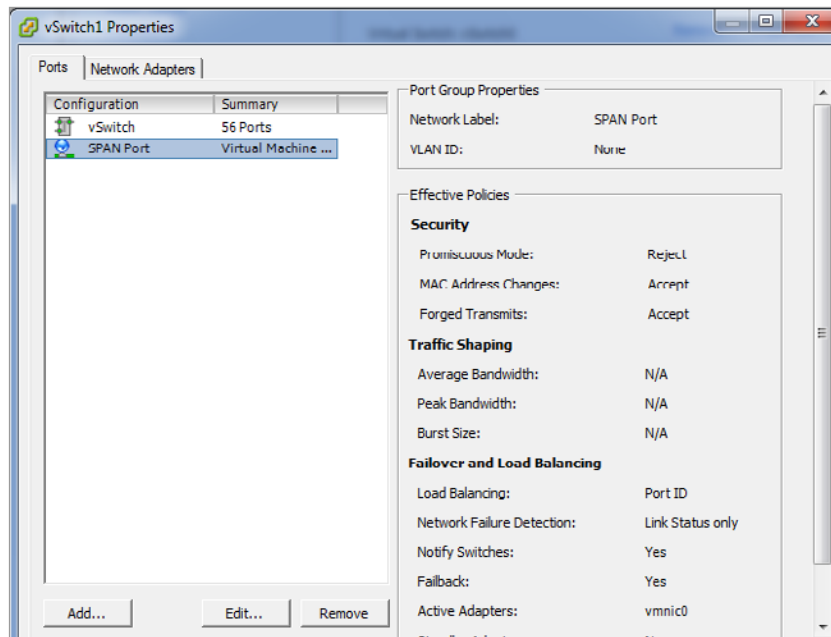 vSwitch1 Properties
Ports
Network Adapters
Configuration Summary
vSwitch 56 Ports
SPAN Port Virtual Machine ...
Add... Edit... Remove
Port Group Properties
Network Label: SPAN Port
VLAN ID: None
Effective Policies
Security
Promiscuous Mode: Reject
MAC Address Changes: Accept
Forged Transmits: Accept
Traffic Shaping
Average Bandwidth: N/A
Peak Bandwidth: N/A
Burst Size: N/A
Failover and Load Balancing
Load Balancing: Port ID
Network Failure Detection: Link Status only
Notify Switches: Yes
Failback: Yes
Active Adapters: vmnic0